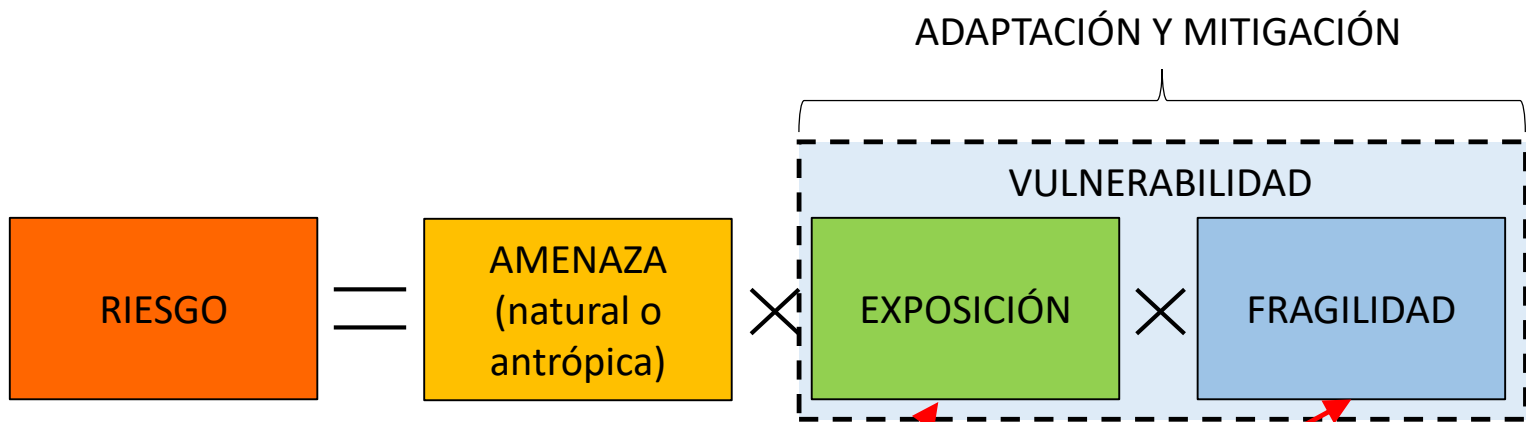 ADAPTACIÓN Y MITIGACIÓN
VULNERABILIDAD
RIESGO
AMENAZA
(natural o
antrópica)
EXPOSICIÓN
FRAGILIDAD